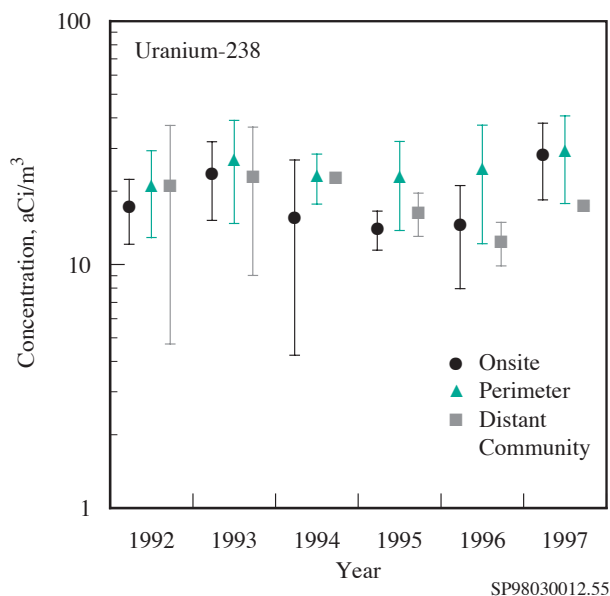 Uranium-238
Concentration, aCi/m³
100
10
1
Onsite
Perimeter
Distant
Community
1992 1993 1994 1995 1996 1997
Year
SP98030012.55